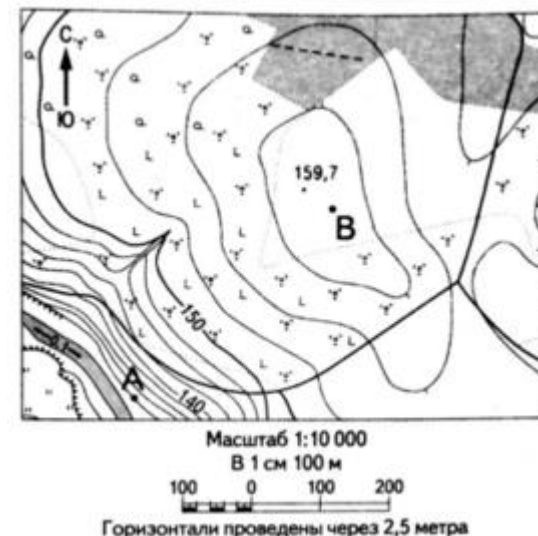 С
Ю
159,7
В
150
А
140
Масштаб 1:10 000
В 1 см 100 м
100 0 100 200
Горизонтали проведены через 2,5 метра